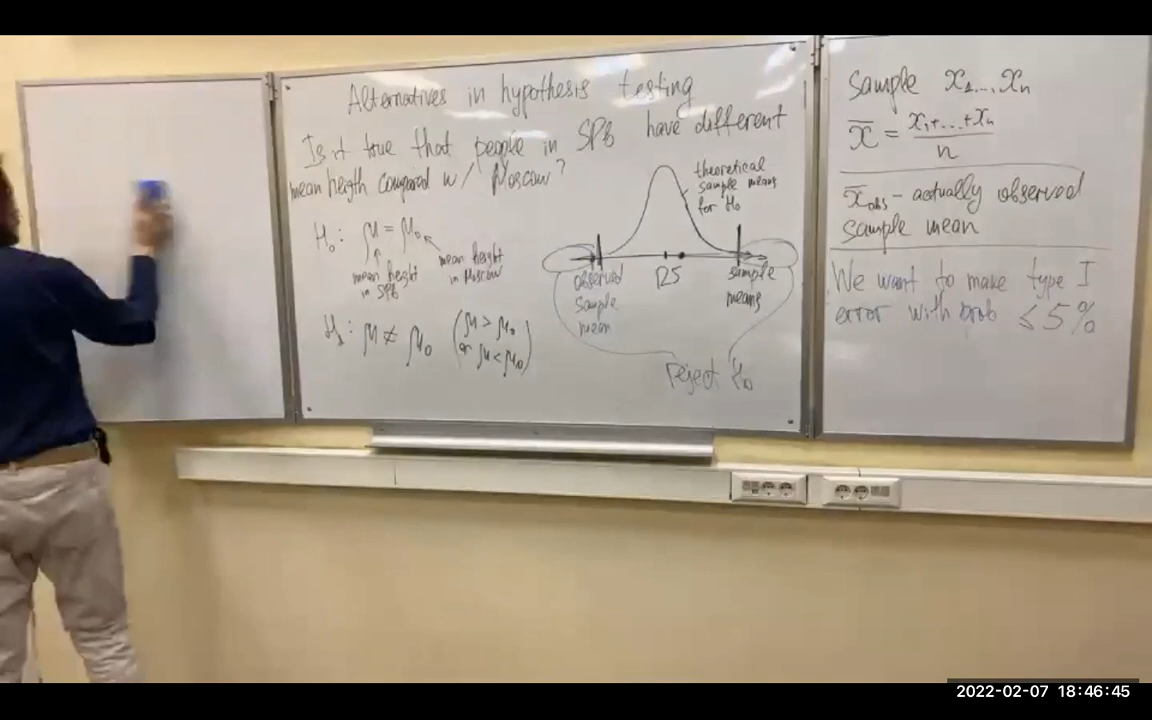 Alternatives in hypothesis testing
Is it true that people in SPb have different
mean heigth compared w/ Moscow?
H₀: μ = μ₀
mean height
in SPb
mean height
in Moscow
H₁: μ ≠ μ₀ (μ > μ₀
or μ < μ₀)
theoretical
sample means
for H₀
observed
sample
mean
125
sample
means
reject H₀
Sample x₁,...,xₙ
x̄ = x₁+...+xₙ
n
x̄obs - actually observed
sample mean
We want to make type I
error with prob ≤ 5%
2022-02-07 18:46:45